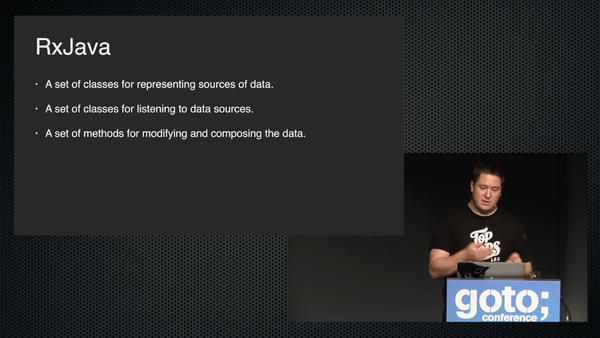 RxJava
· A set of classes for representing sources of data.
· A set of classes for listening to data sources.
· A set of methods for modifying and composing the data.
goto;
conference